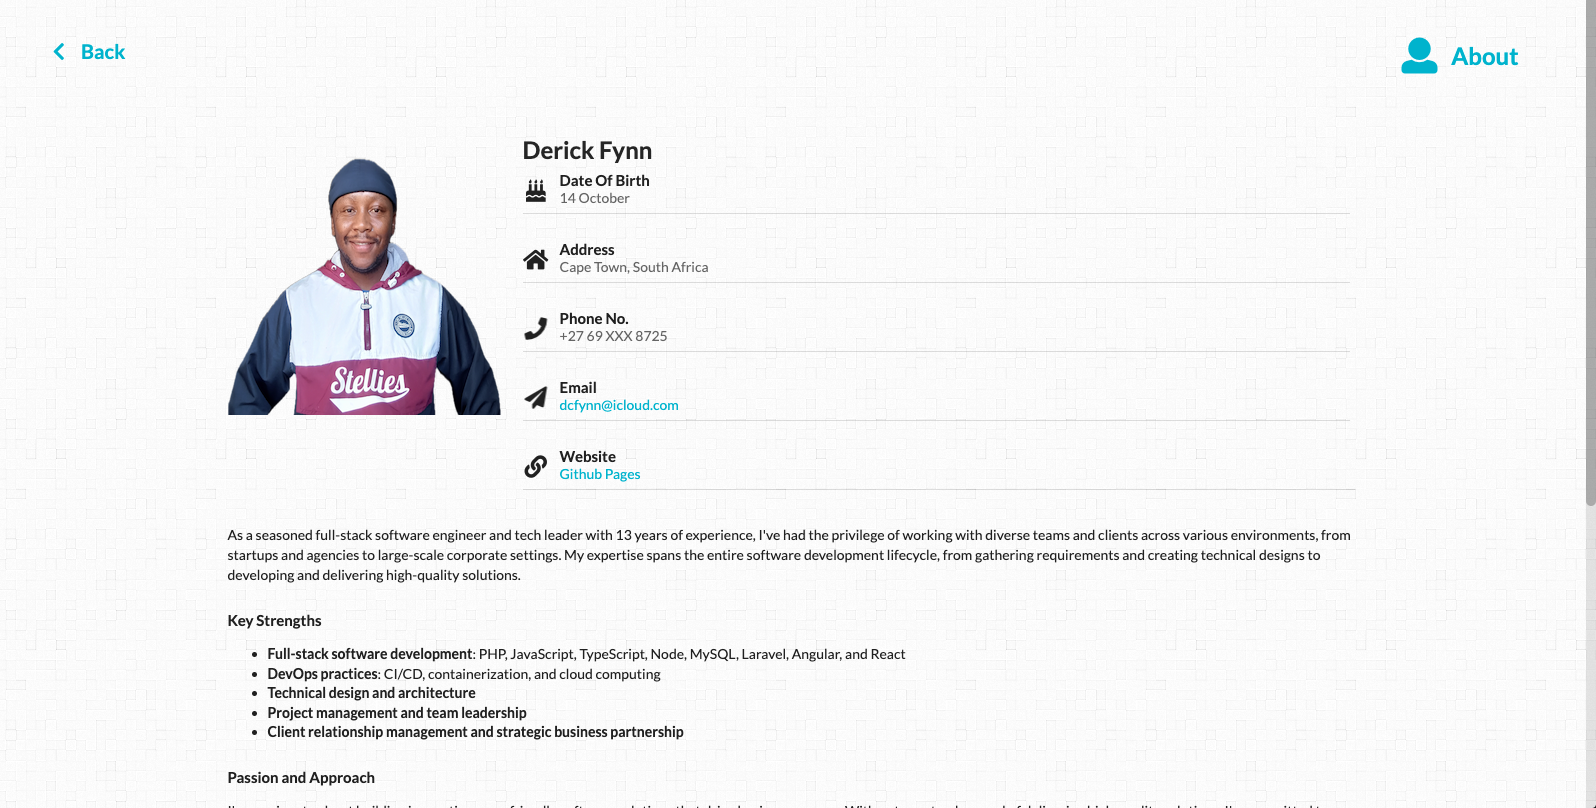 Back
About
Derick Fynn
Date Of Birth
14 October
Address
Cape Town, South Africa
Phone No.
+27 69 XXX 8725
Email
dcfynn@icloud.com
Website
Github Pages
Stellies
As a seasoned full-stack software engineer and tech leader with 13 years of experience, I've had the privilege of working with diverse teams and clients across various environments, from
startups and agencies to large-scale corporate settings. My expertise spans the entire software development lifecycle, from gathering requirements and creating technical designs to
developing and delivering high-quality solutions.
Key Strengths
• Full-stack software development: PHP, JavaScript, TypeScript, Node, MySQL, Laravel, Angular, and React
• DevOps practices: CI/CD, containerization, and cloud computing
• Technical design and architecture
• Project management and team leadership
• Client relationship management and strategic business partnership
Passion and Approach